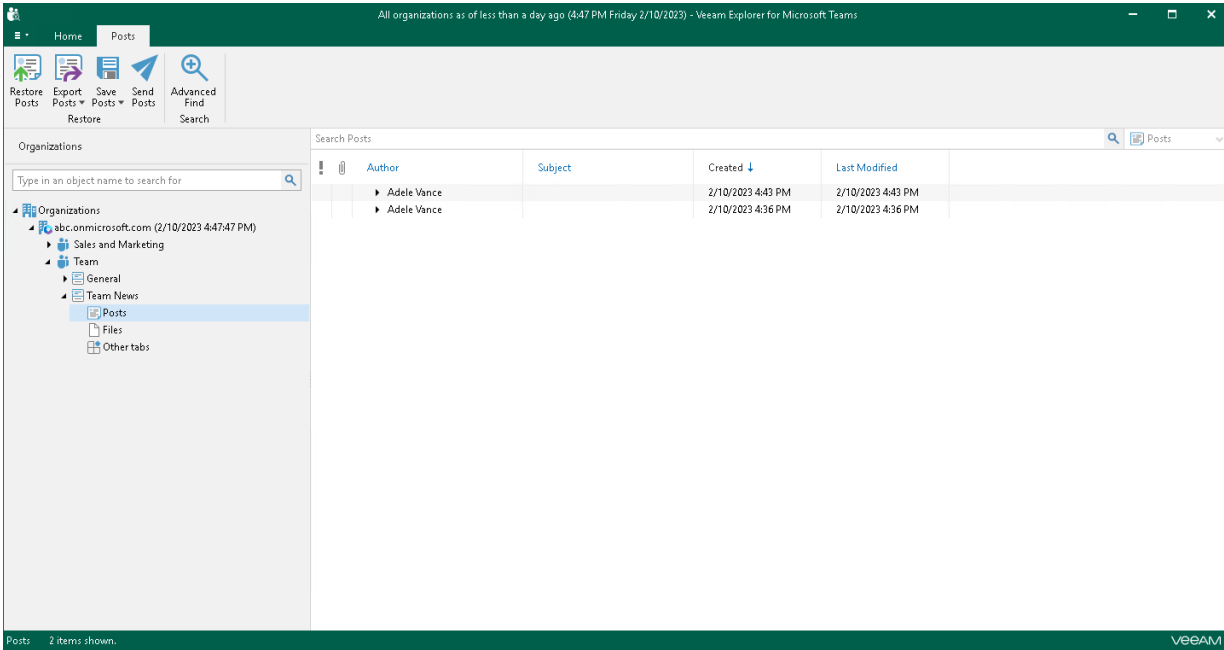 All organizations as of less than a day ago (4:47 PM Friday 2/10/2023) - Veeam Explorer for Microsoft Teams
Home Posts
Restore Posts Export Posts Save Posts Send Posts Advanced Find
Restore Search
Organizations
Type in an object name to search for
Organizations
abc.onmicrosoft.com (2/10/2023 4:47:47 PM)
Sales and Marketing
Team
General
Team News
Posts
Files
Other tabs
Search Posts Posts
Author Subject Created Last Modified
Adele Vance 2/10/2023 4:43 PM 2/10/2023 4:43 PM
Adele Vance 2/10/2023 4:36 PM 2/10/2023 4:36 PM
Posts 2 items shown. veeAM